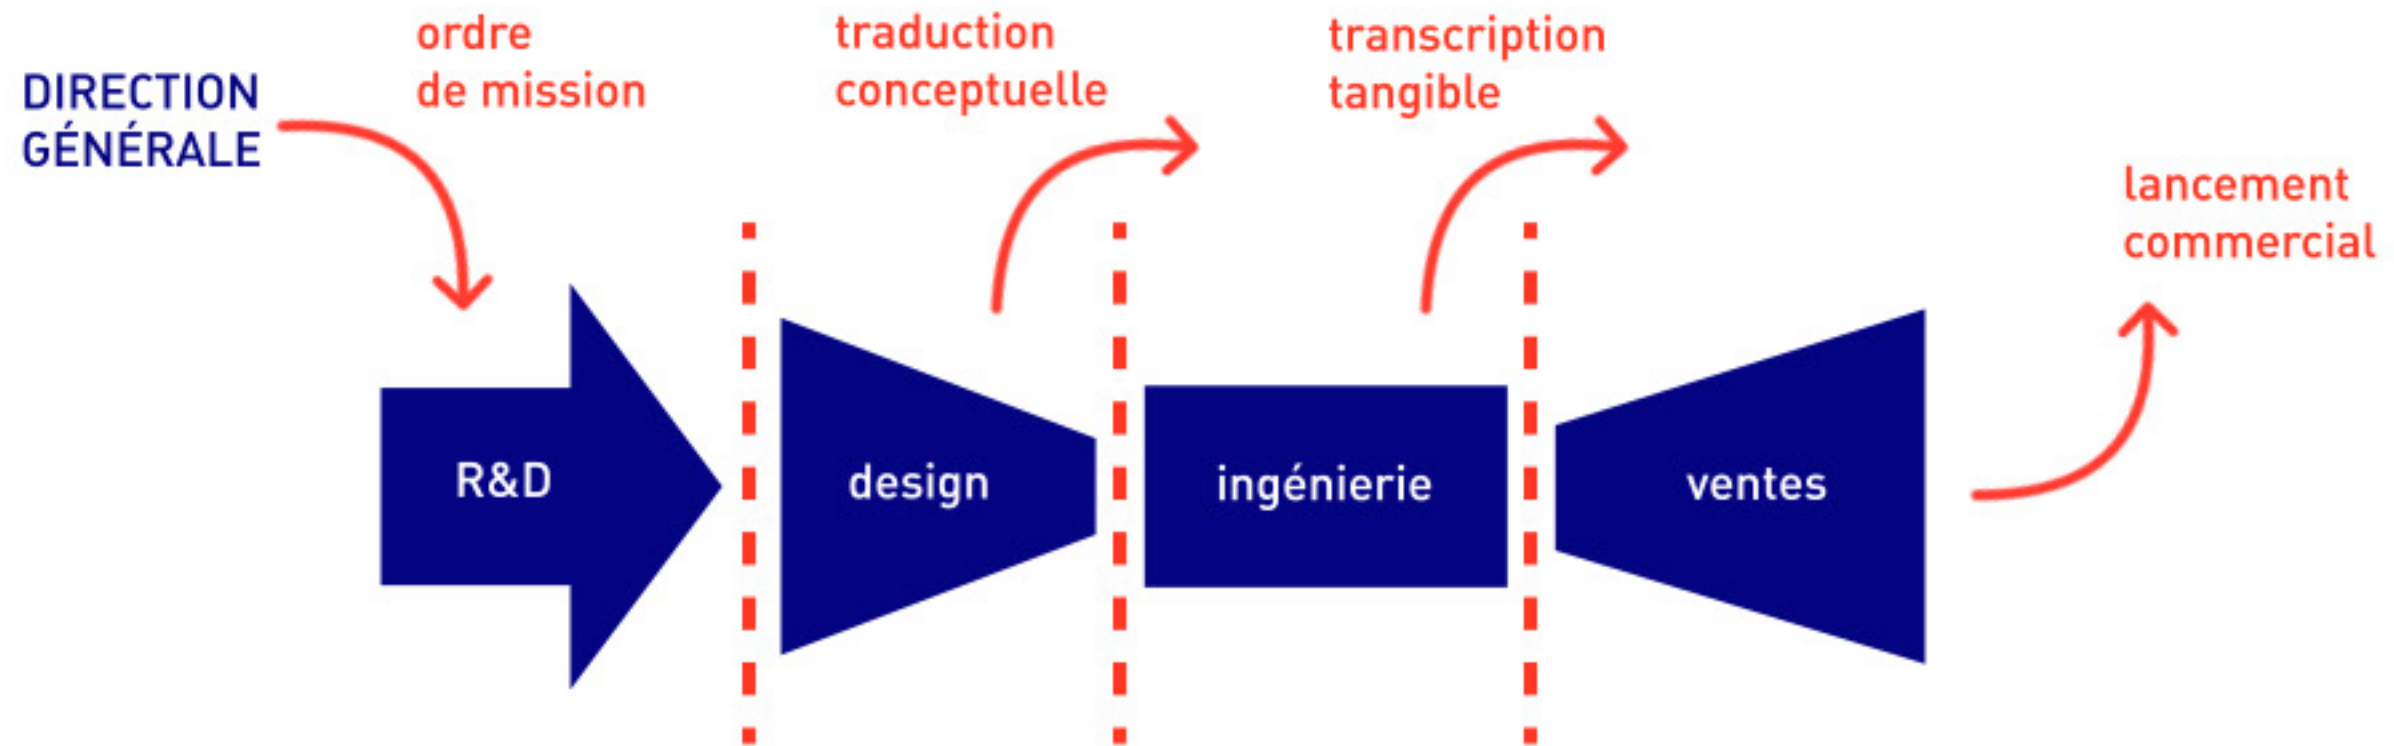 DIRECTION
GÉNÉRALE
ordre
de mission
traduction
conceptuelle
transcription
tangible
lancement
commercial
R&D
design
ingénierie
ventes